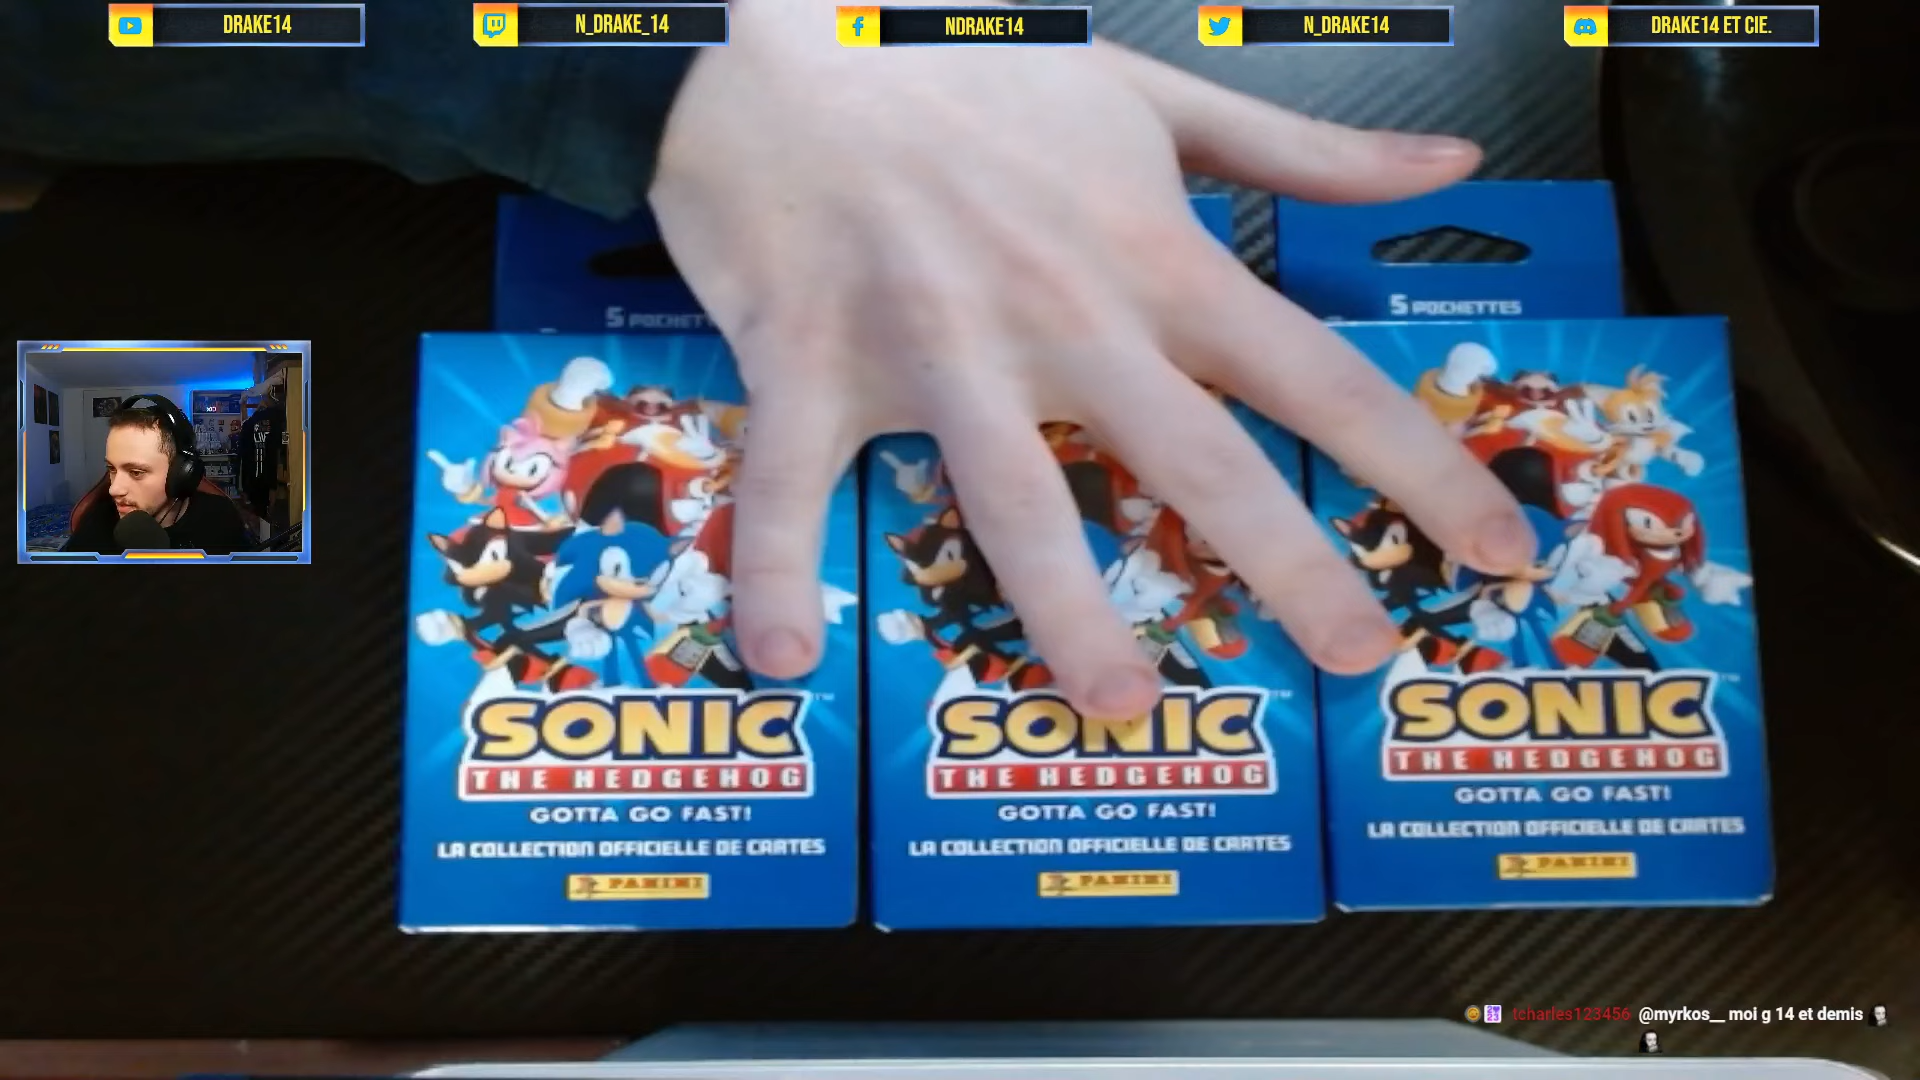 DRAKE14
N_DRAKE_14
NDRAKE14
N_DRAKE14
DRAKE14 ET CIE.
5 POCHETT
5 POCHETTES
SONIC
THE HEDGEHOG
GOTTA GO FAST!
LA COLLECTION OFFICIELLE DE CARTES
PANINI
SONIC
THE HEDGEHOG
GOTTA GO FAST!
LA COLLECTION OFFICIELLE DE CARTES
PANINI
SONIC
THE HEDGEHOG
GOTTA GO FAST!
LA COLLECTION OFFICIELLE DE CARTES
PANINI
tcharles123456 @myrkos__ moi g 14 et demis